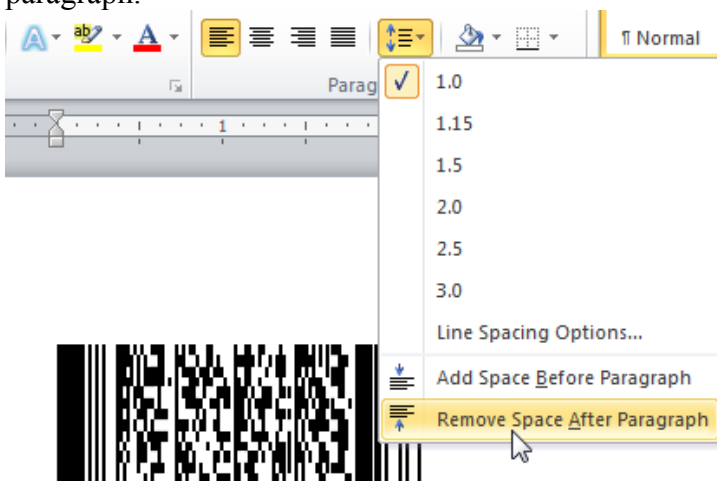 paragraph.
ab
A
A
¶ Normal
Parag
1
1.0
1.15
1.5
2.0
2.5
3.0
Line Spacing Options...
Add Space Before Paragraph
Remove Space After Paragraph